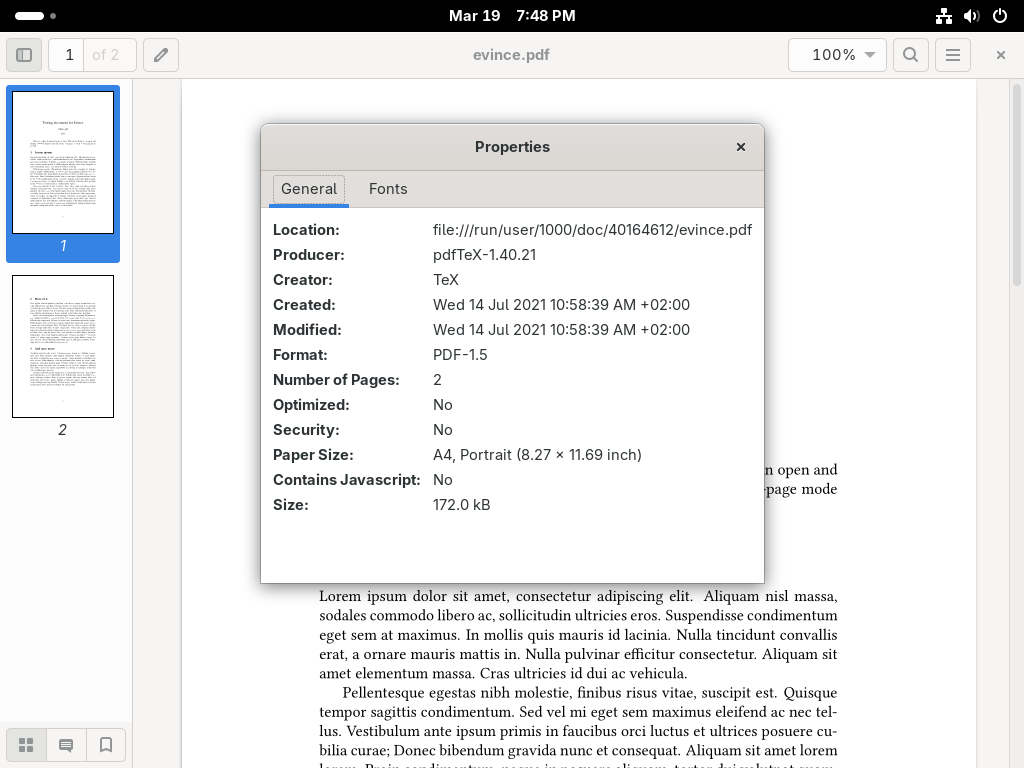 Mar 19 7:48 PM
1 of 2
evince.pdf
100%
1
2
Properties
General Fonts
Location: file:///run/user/1000/doc/40164612/evince.pdf
Producer: pdfTeX-1.40.21
Creator: TeX
Created: Wed 14 Jul 2021 10:58:39 AM +02:00
Modified: Wed 14 Jul 2021 10:58:39 AM +02:00
Format: PDF-1.5
Number of Pages: 2
Optimized: No
Security: No
Paper Size: A4, Portrait (8.27 × 11.69 inch)
Contains Javascript: No
Size: 172.0 kB
n open and
-page mode
Lorem ipsum dolor sit amet, consectetur adipiscing elit. Aliquam nisl massa,
sodales commodo libero ac, sollicitudin ultricies eros. Suspendisse condimentum
eget sem at maximus. In mollis quis mauris id lacinia. Nulla tincidunt convallis
erat, a ornare mauris mattis in. Nulla pulvinar efficitur consectetur. Aliquam sit
amet elementum massa. Cras ultricies id dui ac vehicula.
Pellentesque egestas nibh molestie, finibus risus vitae, suscipit est. Quisque
tempor sagittis condimentum. Sed vel mi eget sem maximus eleifend ac nec tel-
lus. Vestibulum ante ipsum primis in faucibus orci luctus et ultrices posuere cu-
bilia curae; Donec bibendum gravida nunc et consequat. Aliquam sit amet lorem